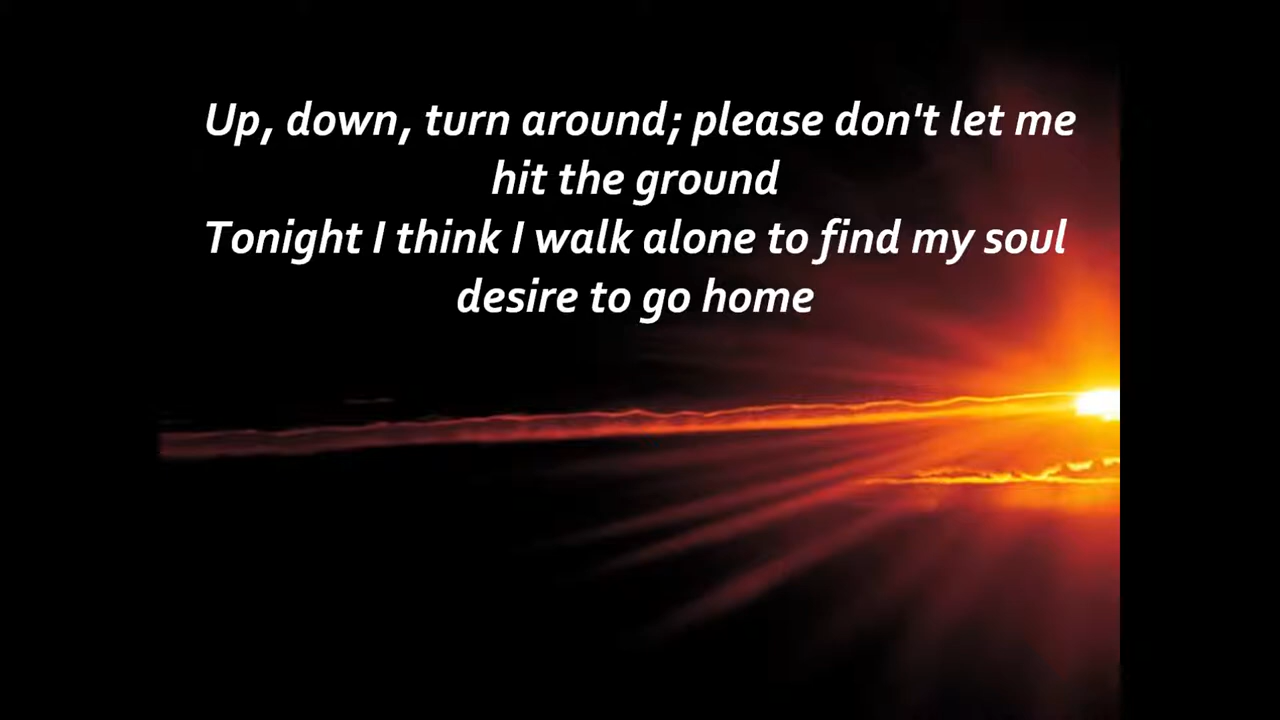 Up, down, turn around; please don't let me
hit the ground
Tonight I think I walk alone to find my soul
desire to go home